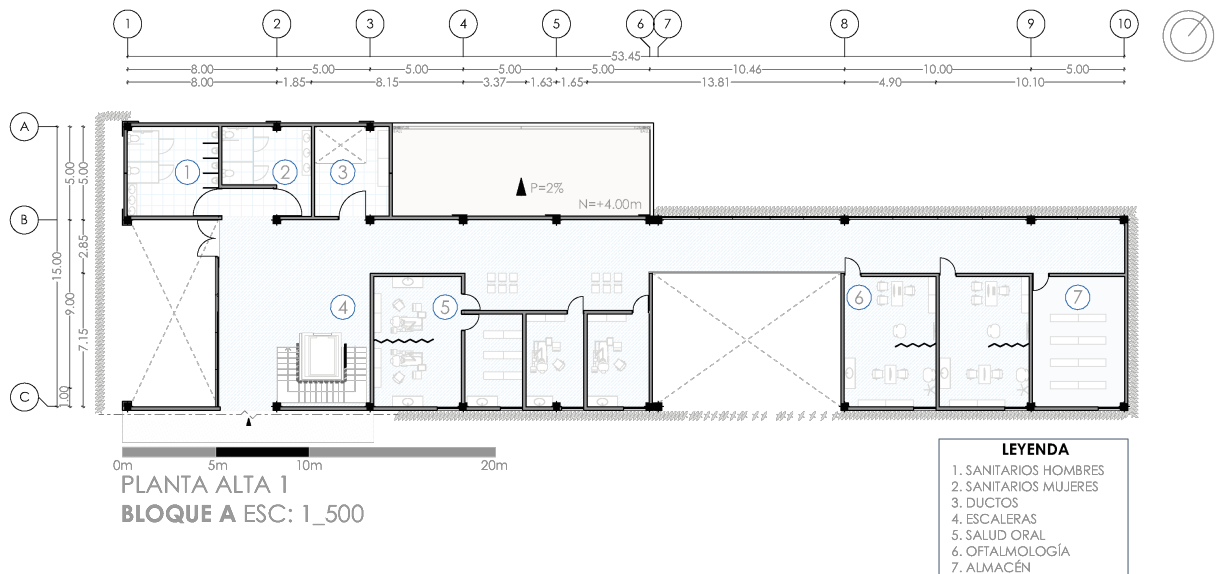 1 2 3 4 5 6 7 8 9 10
53.45
8.00 5.00 5.00 5.00 5.00 10.46 10.00 5.00
8.00 1.85 8.15 3.37 1.63 1.65 13.81 4.90 10.10
A
B
C
15.00
5.00 9.00 1.00
5.00 2.85 7.15
1
2
3
P=2%
N=+4.00m
4
5
6
7
0m 5m 10m 20m
PLANTA ALTA 1
BLOQUE A ESC: 1_500
LEYENDA
1. SANITARIOS HOMBRES
2. SANITARIOS MUJERES
3. DUCTOS
4. ESCALERAS
5. SALUD ORAL
6. OFTALMOLOGÍA
7. ALMACÉN